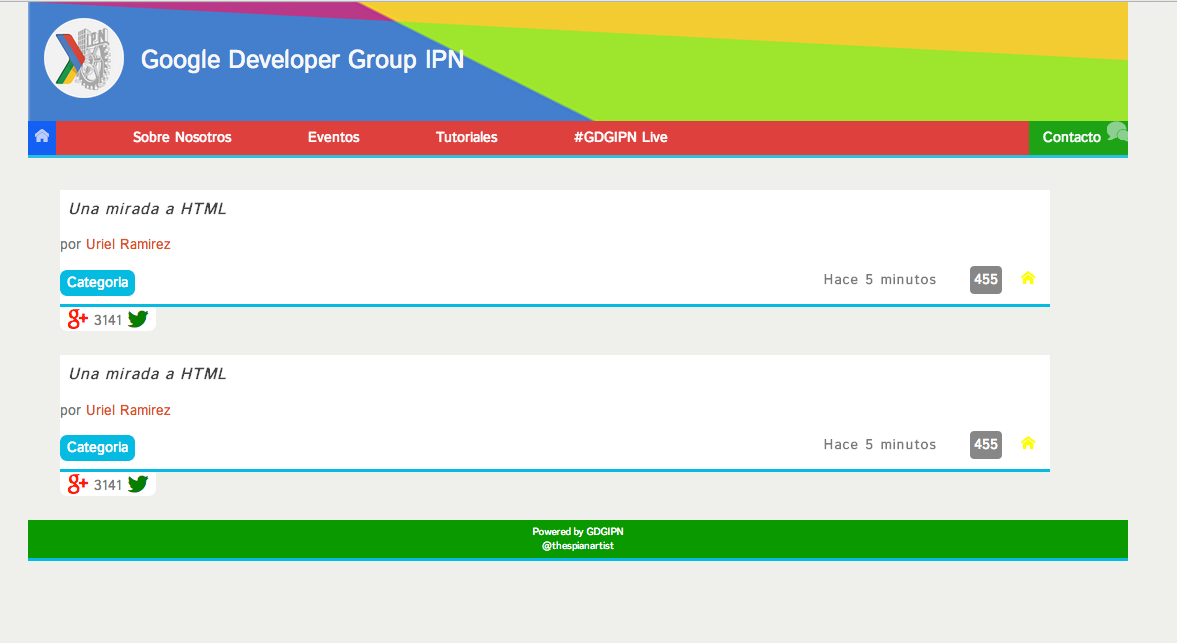 IPN
Google Developer Group IPN
Sobre Nosotros Eventos Tutoriales #GDGIPN Live Contacto
Una mirada a HTML
por Uriel Ramirez
Categoria Hace 5 minutos 455
g+ 3141
Una mirada a HTML
por Uriel Ramirez
Categoria Hace 5 minutos 455
g+ 3141
Powered by GDGIPN
@thespianartist